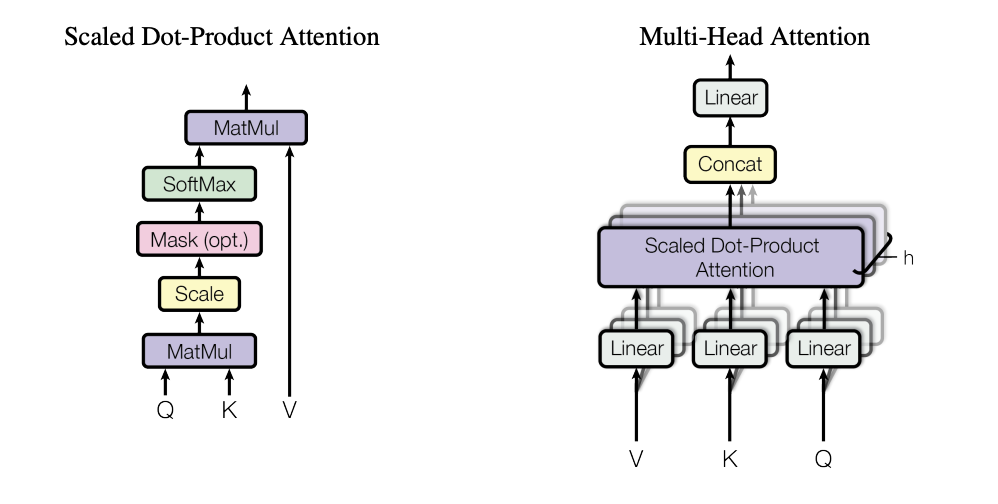 Scaled Dot-Product Attention
MatMul
SoftMax
Mask (opt.)
Scale
MatMul
Q K V
Multi-Head Attention
Linear
Concat
Scaled Dot-Product
Attention
h
Linear Linear Linear
V K Q